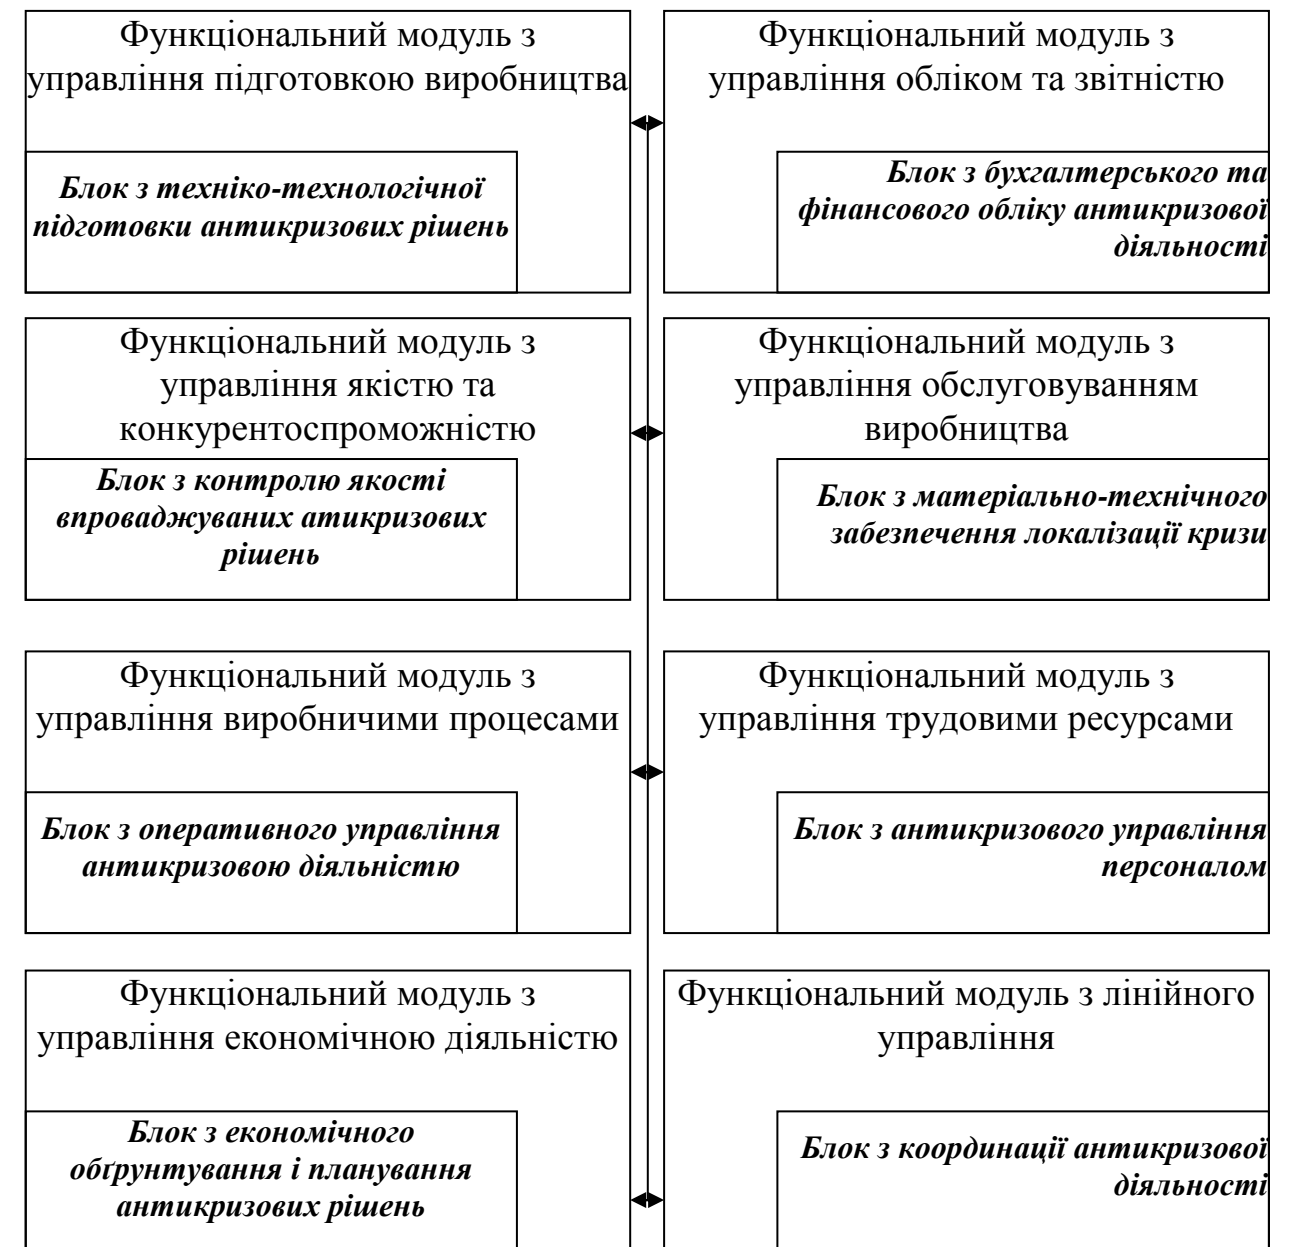 Функціональний модуль з
управління підготовкою виробництва
Блок з техніко-технологічної
підготовки антикризових рішень
Функціональний модуль з
управління обліком та звітністю
Блок з бухгалтерського та
фінансового обліку антикризової
діяльності
Функціональний модуль з
управління якістю та
конкурентоспроможністю
Блок з контролю якості
впроваджуваних атикризових
рішень
Функціональний модуль з
управління обслуговуванням
виробництва
Блок з матеріально-технічного
забезпечення локалізації кризи
Функціональний модуль з
управління виробничими процесами
Блок з оперативного управління
антикризовою діяльністю
Функціональний модуль з
управління трудовими ресурсами
Блок з антикризового управління
персоналом
Функціональний модуль з
управління економічною діяльністю
Блок з економічного
обґрунтування і планування
антикризових рішень
Функціональний модуль з лінійного
управління
Блок з координації антикризової
діяльності